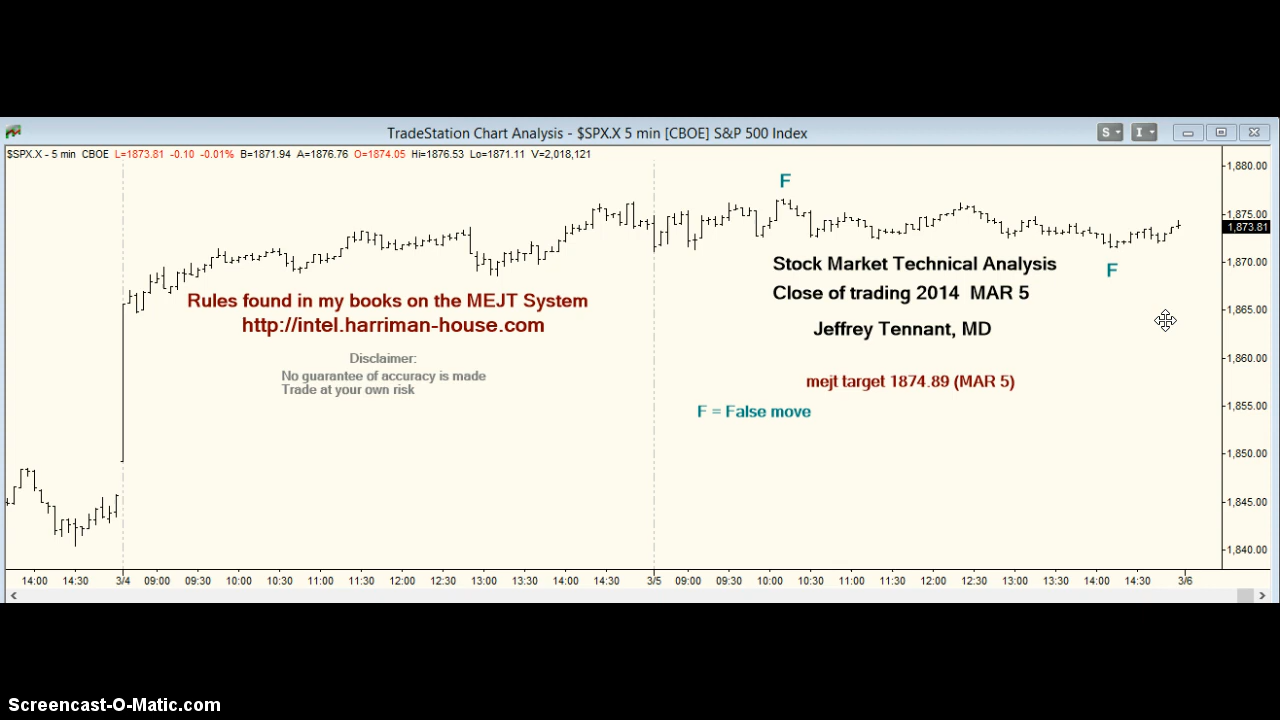 TradeStation Chart Analysis - $SPX.X 5 min [CBOE] S&P 500 Index
S
I
$SPX.X - 5 min CBOE L=1873.81 -0.10 -0.01% B=1871.94 A=1876.76 O=1874.05 Hi=1876.53 Lo=1871.11 V=2,018,121
1,880.00
1,875.00
1,873.81
1,870.00
1,865.00
1,860.00
1,855.00
1,850.00
1,845.00
1,840.00
F
F
Rules found in my books on the MEJT System
http://intel.harriman-house.com
Disclaimer:
No guarantee of accuracy is made
Trade at your own risk
Stock Market Technical Analysis
Close of trading 2014 MAR 5
Jeffrey Tennant, MD
mejt target 1874.89 (MAR 5)
F = False move
14:00 14:30 3/4 09:00 09:30 10:00 10:30 11:00 11:30 12:00 12:30 13:00 13:30 14:00 14:30 3/5 09:00 09:30 10:00 10:30 11:00 11:30 12:00 12:30 13:00 13:30 14:00 14:30 3/6
Screencast-O-Matic.com